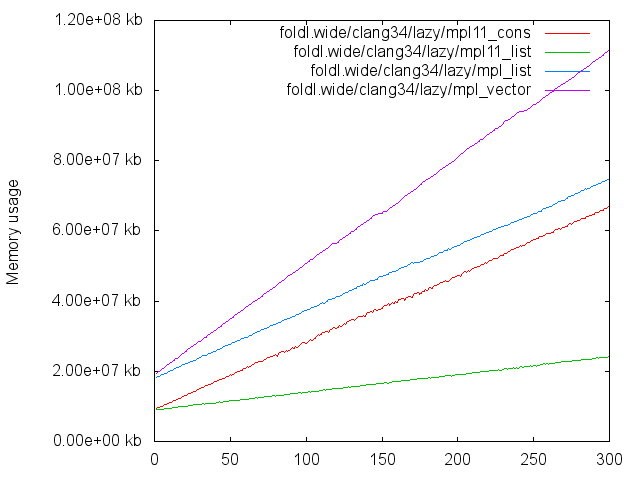 1.20e+08 kb
foldl.wide/clang34/lazy/mpl11_cons
foldl.wide/clang34/lazy/mpl11_list
foldl.wide/clang34/lazy/mpl_list
foldl.wide/clang34/lazy/mpl_vector
1.00e+08 kb
8.00e+07 kb
6.00e+07 kb
4.00e+07 kb
2.00e+07 kb
0.00e+00 kb
Memory usage
0 50 100 150 200 250 300